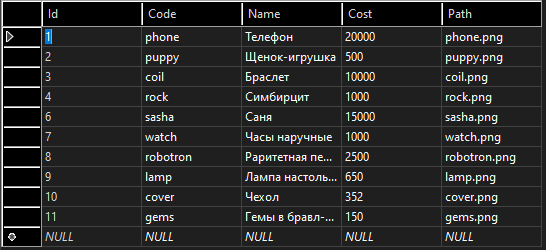 Id Code Name Cost Path
1 phone Телефон 20000 phone.png
2 puppy Щенок-игрушка 500 puppy.png
3 coil Браслет 10000 coil.png
4 rock Симбирцит 1000 rock.png
6 sasha Саня 15000 sasha.png
7 watch Часы наручные 1000 watch.png
8 robotron Раритетная пе... 2500 robotron.png
9 lamp Лампа настоль... 650 lamp.png
10 cover Чехол 352 cover.png
11 gems Гемы в бравл-... 150 gems.png
NULL NULL NULL NULL NULL